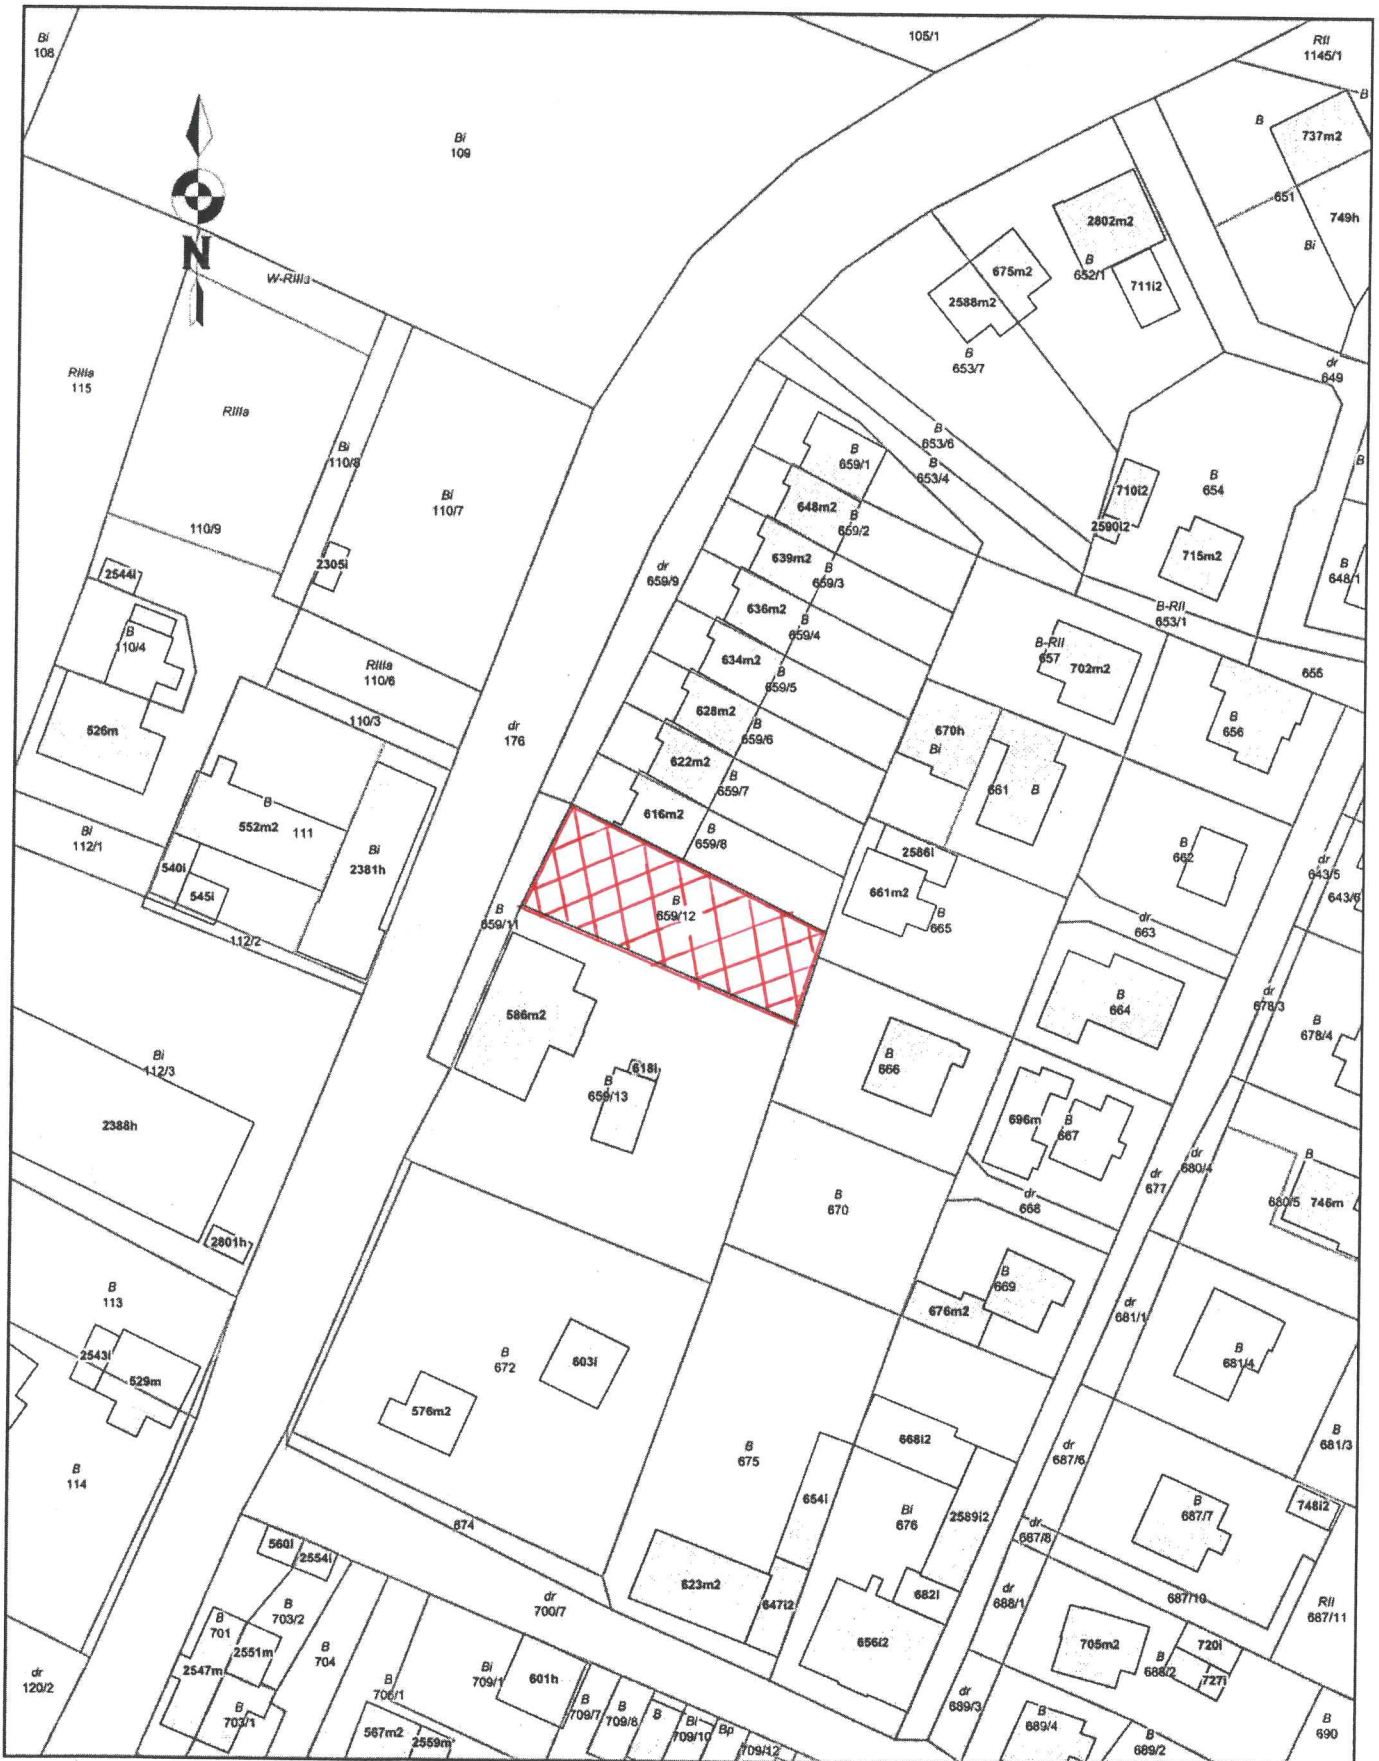 Bi
108
105/1
RII
1145/1
B
Bi
109
B
737m2
651
749h
Bi
2802m2
B
652/1
711i2
675m2
2588m2
B
653/7
N
W-RIIIa
dr
649
RIIIa
115
RIIIa
Bi
110/8
Bi
110/7
110/9
2305i
2544i
B
110/4
526m
RIIIa
110/6
110/3
dr
176
dr
659/9
B
659/1
B
653/6
B
653/4
648m2
B
659/2
639m2
B
659/3
636m2
B
659/4
634m2
B
659/5
628m2
B
659/6
622m2
B
659/7
616m2
B
659/8
710i2
2590i2
B
654
715m2
B
B
648/1
B-RII
653/1
655
B-RII
657
702m2
B
656
670h
Bi
661
B
B
662
dr
643/5
643/6
B
552m2
111
Bi
2381h
Bi
112/1
540i
545i
112/2
B
659/11
B
659/12
2586i
661m2
B
665
dr
663
B
664
dr
678/3
B
678/4
586m2
618i
B
659/13
B
666
696m
B
667
dr
668
dr
677
dr
680/4
B
680/5
746m
Bi
112/3
2388h
2801h
B
670
B
669
676m2
dr
681/1
B
681/4
B
681/3
B
113
2543i
529m
B
114
B
672
603i
576m2
B
675
668i2
654i
Bi
676
2589i2
dr
687/6
B
687/7
748i2
dr
687/8
687/10
RII
687/11
674
560i
2554i
dr
700/7
623m2
647i2
682i
656i2
dr
688/1
705m2
B
688/2
720i
727i
dr
120/2
B
701
B
703/2
2551m
2547m
B
703/1
B
704
B
706/1
567m2
2559m
Bi
709/1
601h
B
709/7
B
709/8
B
Bi
709/10
Bp
709/12
dr
689/3
B
689/4
B
689/2
B
690